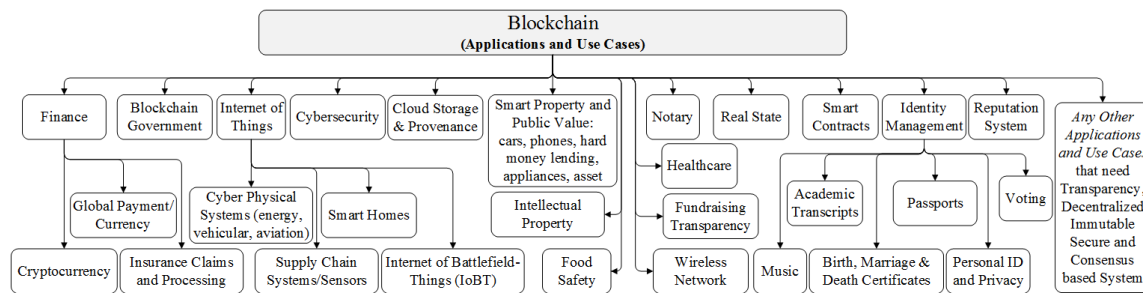 Blockchain
(Applications and Use Cases)
Finance
Blockchain
Government
Internet of
Things
Cybersecurity
Cloud Storage
& Provenance
Smart Property and
Public Value:
cars, phones, hard
money lending,
appliances, asset
Notary
Real State
Smart
Contracts
Identity
Management
Reputation
System
Any Other
Applications
and Use Cases
that need
Transparency,
Decentralized,
Immutable
Secure and
Consensus
based System
Healthcare
Global Payment/
Currency
Cyber Physical
Systems (energy,
vehicular, aviation)
Smart Homes
Intellectual
Property
Fundraising
Transparency
Academic
Transcripts
Passports
Voting
Cryptocurrency
Insurance Claims
and Processing
Supply Chain
Systems/Sensors
Internet of Battlefield-
Things (IoBT)
Food
Safety
Wireless
Network
Music
Birth, Marriage &
Death Certificates
Personal ID
and Privacy